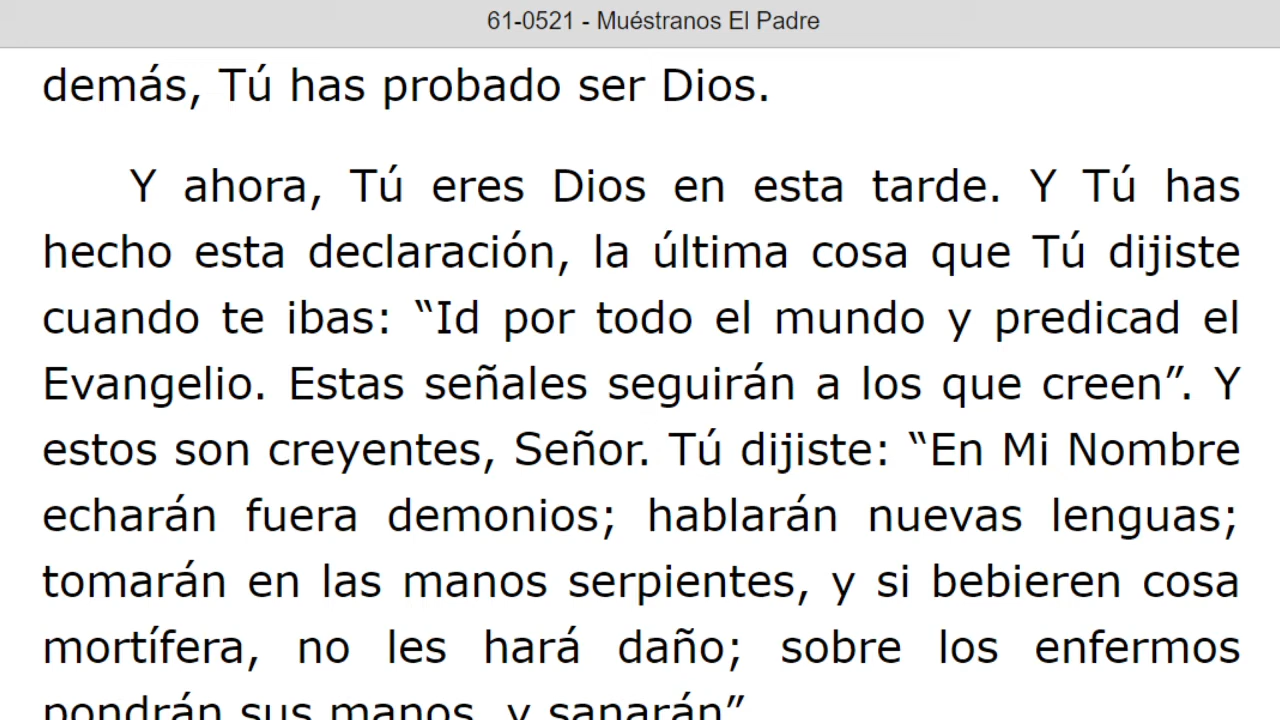 61-0521 - Muéstranos El Padre
demás, Tú has probado ser Dios.
Y ahora, Tú eres Dios en esta tarde. Y Tú has
hecho esta declaración, la última cosa que Tú dijiste
cuando te ibas: “Id por todo el mundo y predicad el
Evangelio. Estas señales seguirán a los que creen”. Y
estos son creyentes, Señor. Tú dijiste: “En Mi Nombre
echarán fuera demonios; hablarán nuevas lenguas;
tomarán en las manos serpientes, y si bebieren cosa
mortífera, no les hará daño; sobre los enfermos
pondrán sus manos, y sanarán”